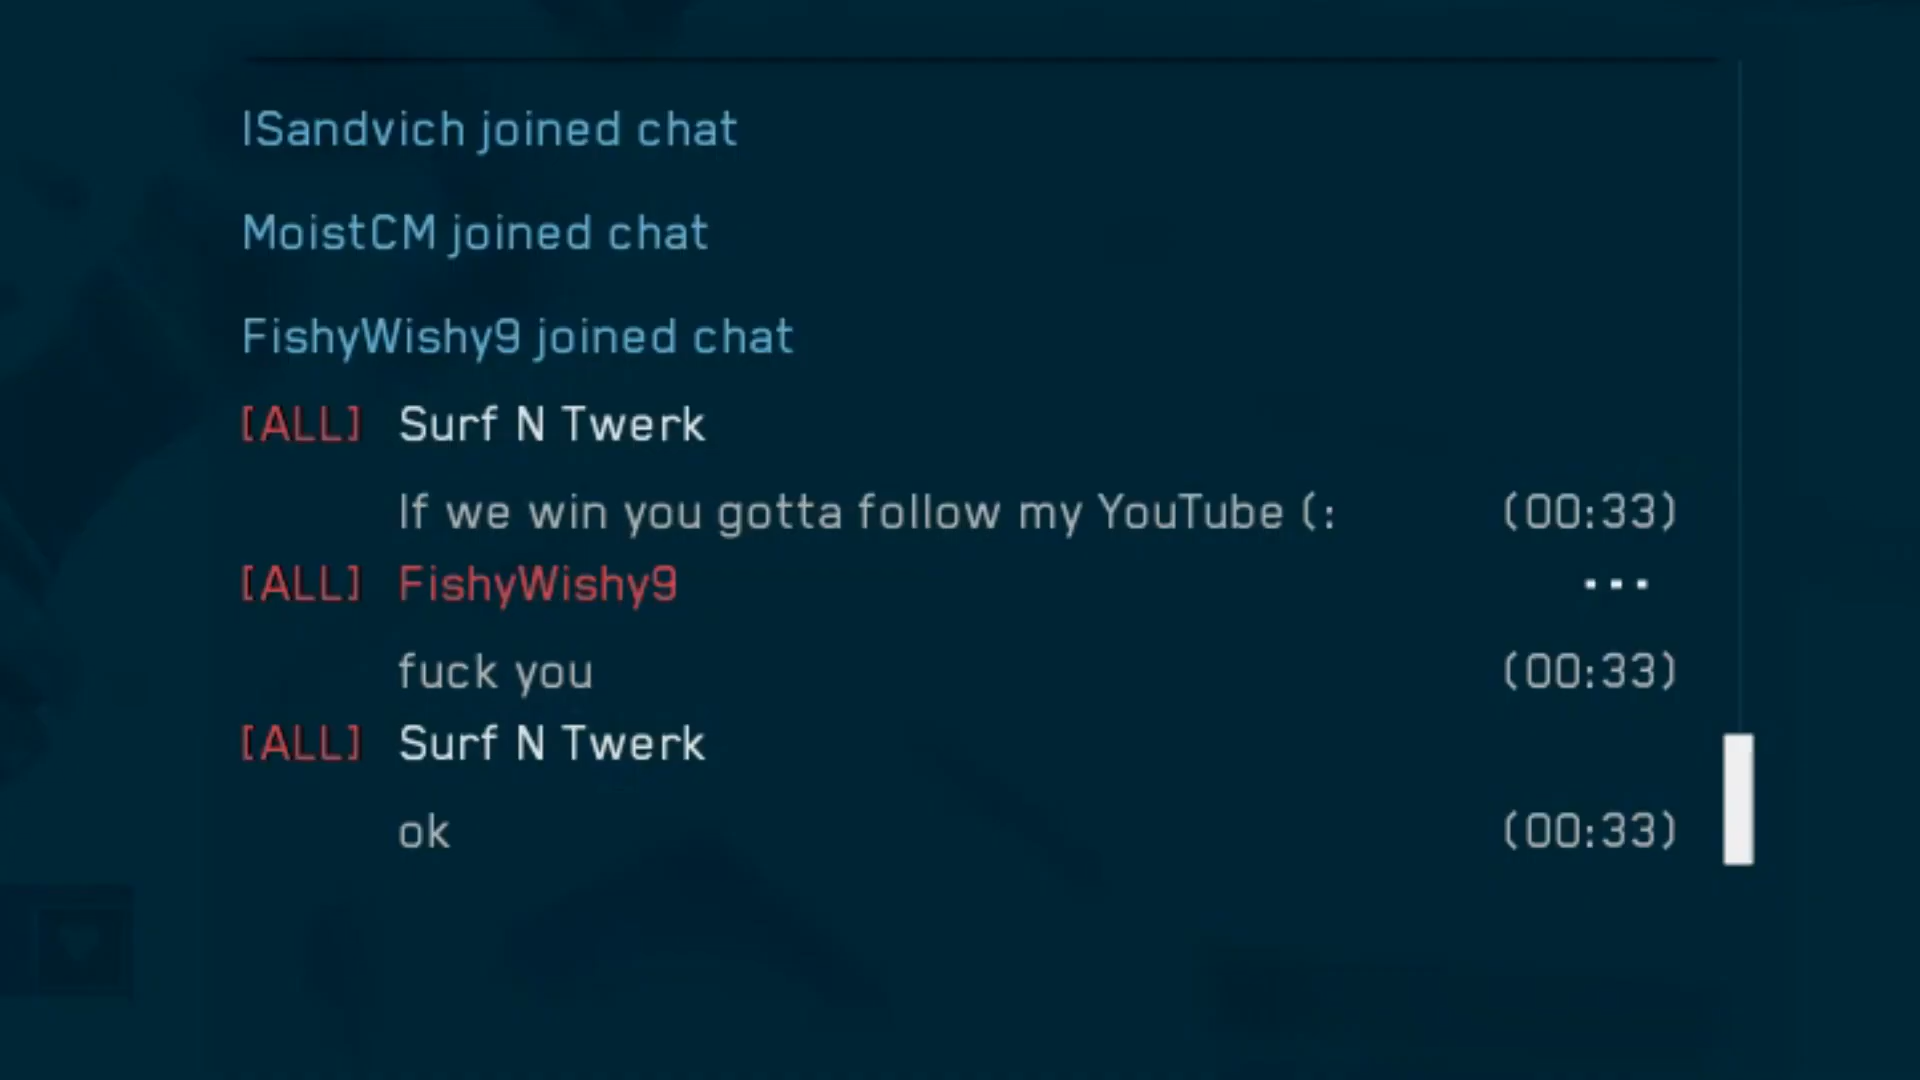 ISandvich joined chat
MoistCM joined chat
FishyWishy9 joined chat
[ALL] Surf N Twerk
If we win you gotta follow my YouTube (: (00:33)
[ALL] FishyWishy9 ...
fuck you (00:33)
[ALL] Surf N Twerk
ok (00:33)